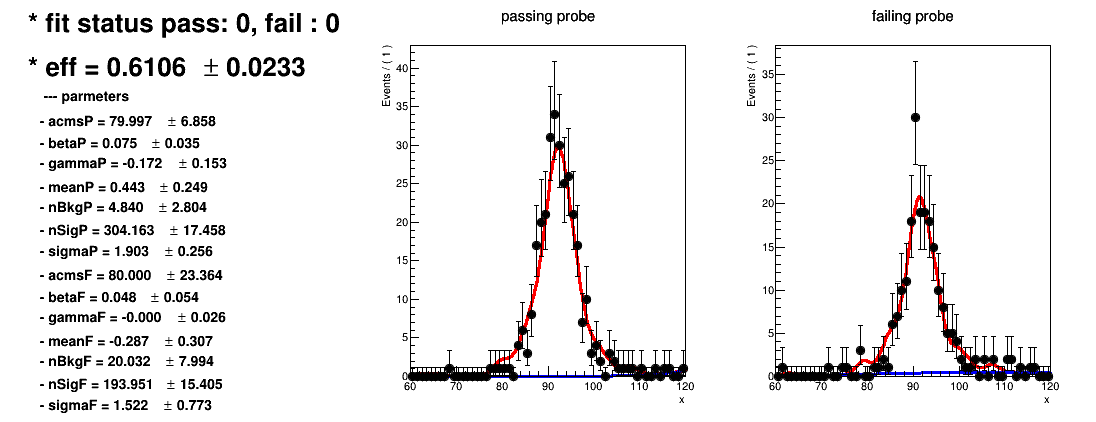 * fit status pass: 0, fail : 0
* eff = 0.6106 ± 0.0233
--- parmeters
- acmsP = 79.997 ± 6.858
- betaP = 0.075 ± 0.035
- gammaP = -0.172 ± 0.153
- meanP = 0.443 ± 0.249
- nBkgP = 4.840 ± 2.804
- nSigP = 304.163 ± 17.458
- sigmaP = 1.903 ± 0.256
- acmsF = 80.000 ± 23.364
- betaF = 0.048 ± 0.054
- gammaF = -0.000 ± 0.026
- meanF = -0.287 ± 0.307
- nBkgF = 20.032 ± 7.994
- nSigF = 193.951 ± 15.405
- sigmaF = 1.522 ± 0.773
passing probe
Events / ( 1 )
40
35
30
25
20
15
10
5
0
60 70 80 90 100 110 120
x
failing probe
Events / ( 1 )
35
30
25
20
15
10
5
0
60 70 80 90 100 110 120
x